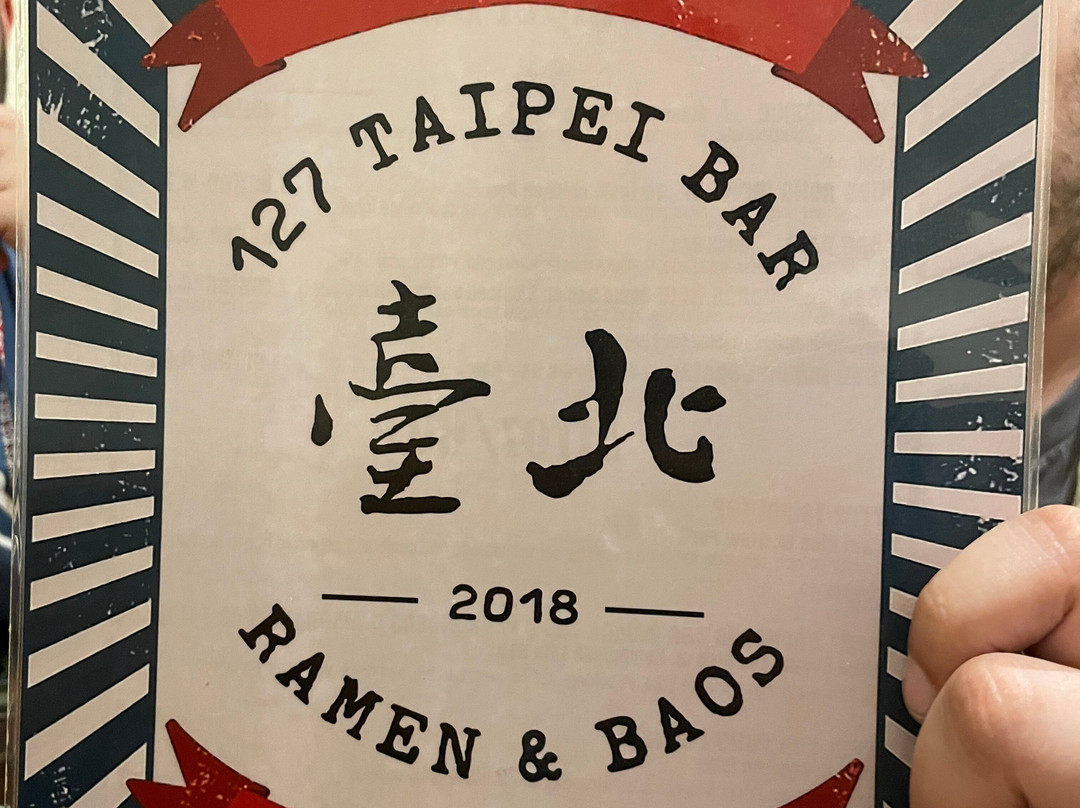 127 TAIPEI BAR
臺北
2018
RAMEN & BAOS